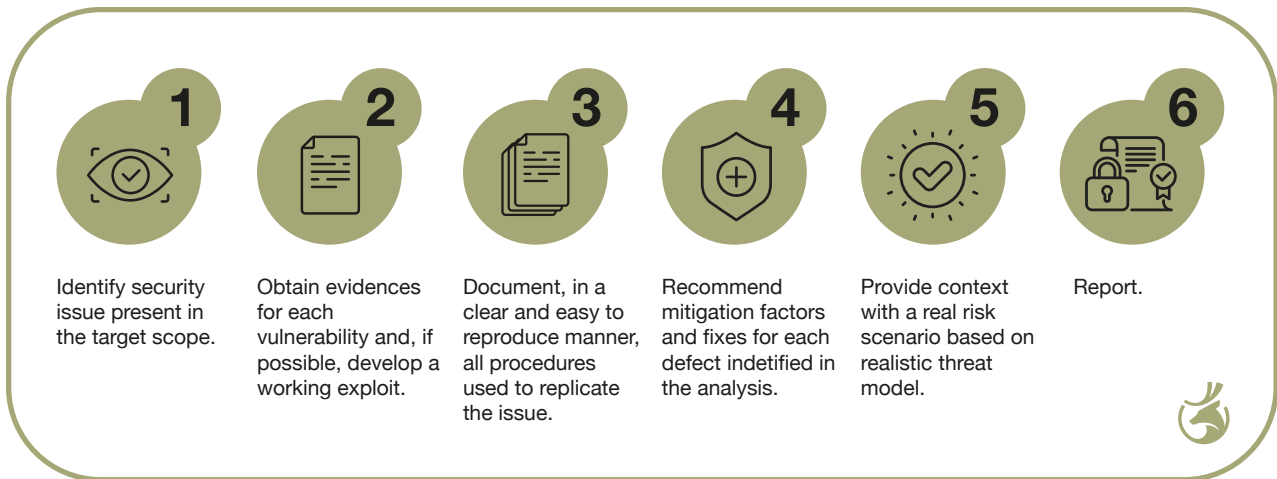 1
Identify security
issue present in
the target scope.
2
Obtain evidences
for each
vulnerability and, if
possible, develop a
working exploit.
3
Document, in a
clear and easy to
reproduce manner,
all procedures
used to replicate
the issue.
4
Recommend
mitigation factors
and fixes for each
defect indetified in
the analysis.
5
Provide context
with a real risk
scenario based on
realistic threat
model.
6
Report.